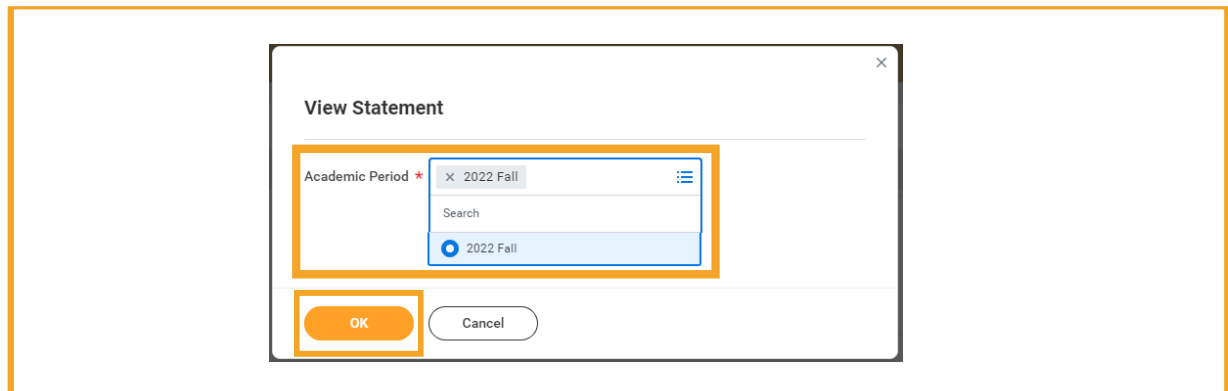 View Statement
Academic Period * × 2022 Fall
Search
2022 Fall
OK Cancel